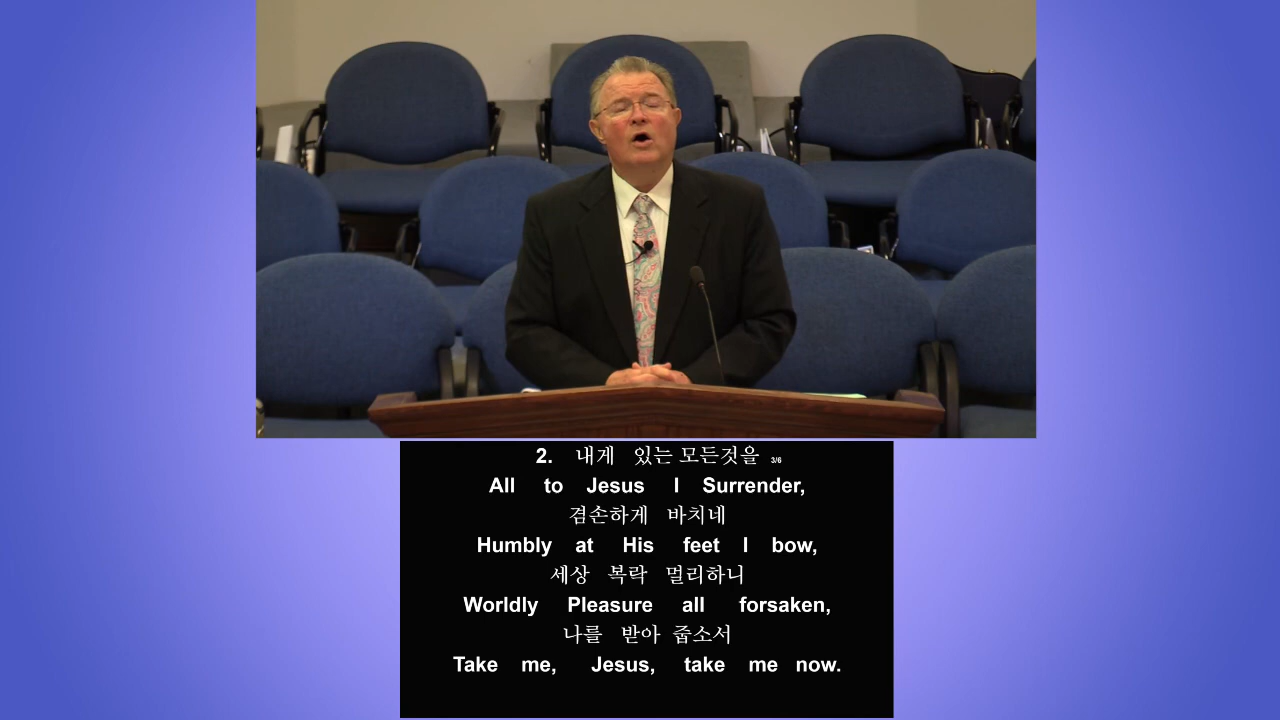 2. 내게 있는 모든것을 3/6
All to Jesus I Surrender,
겸손하게 바치네
Humbly at His feet I bow,
세상 복락 멀리하니
Worldly Pleasure all forsaken,
나를 받아 줍소서
Take me, Jesus, take me now.